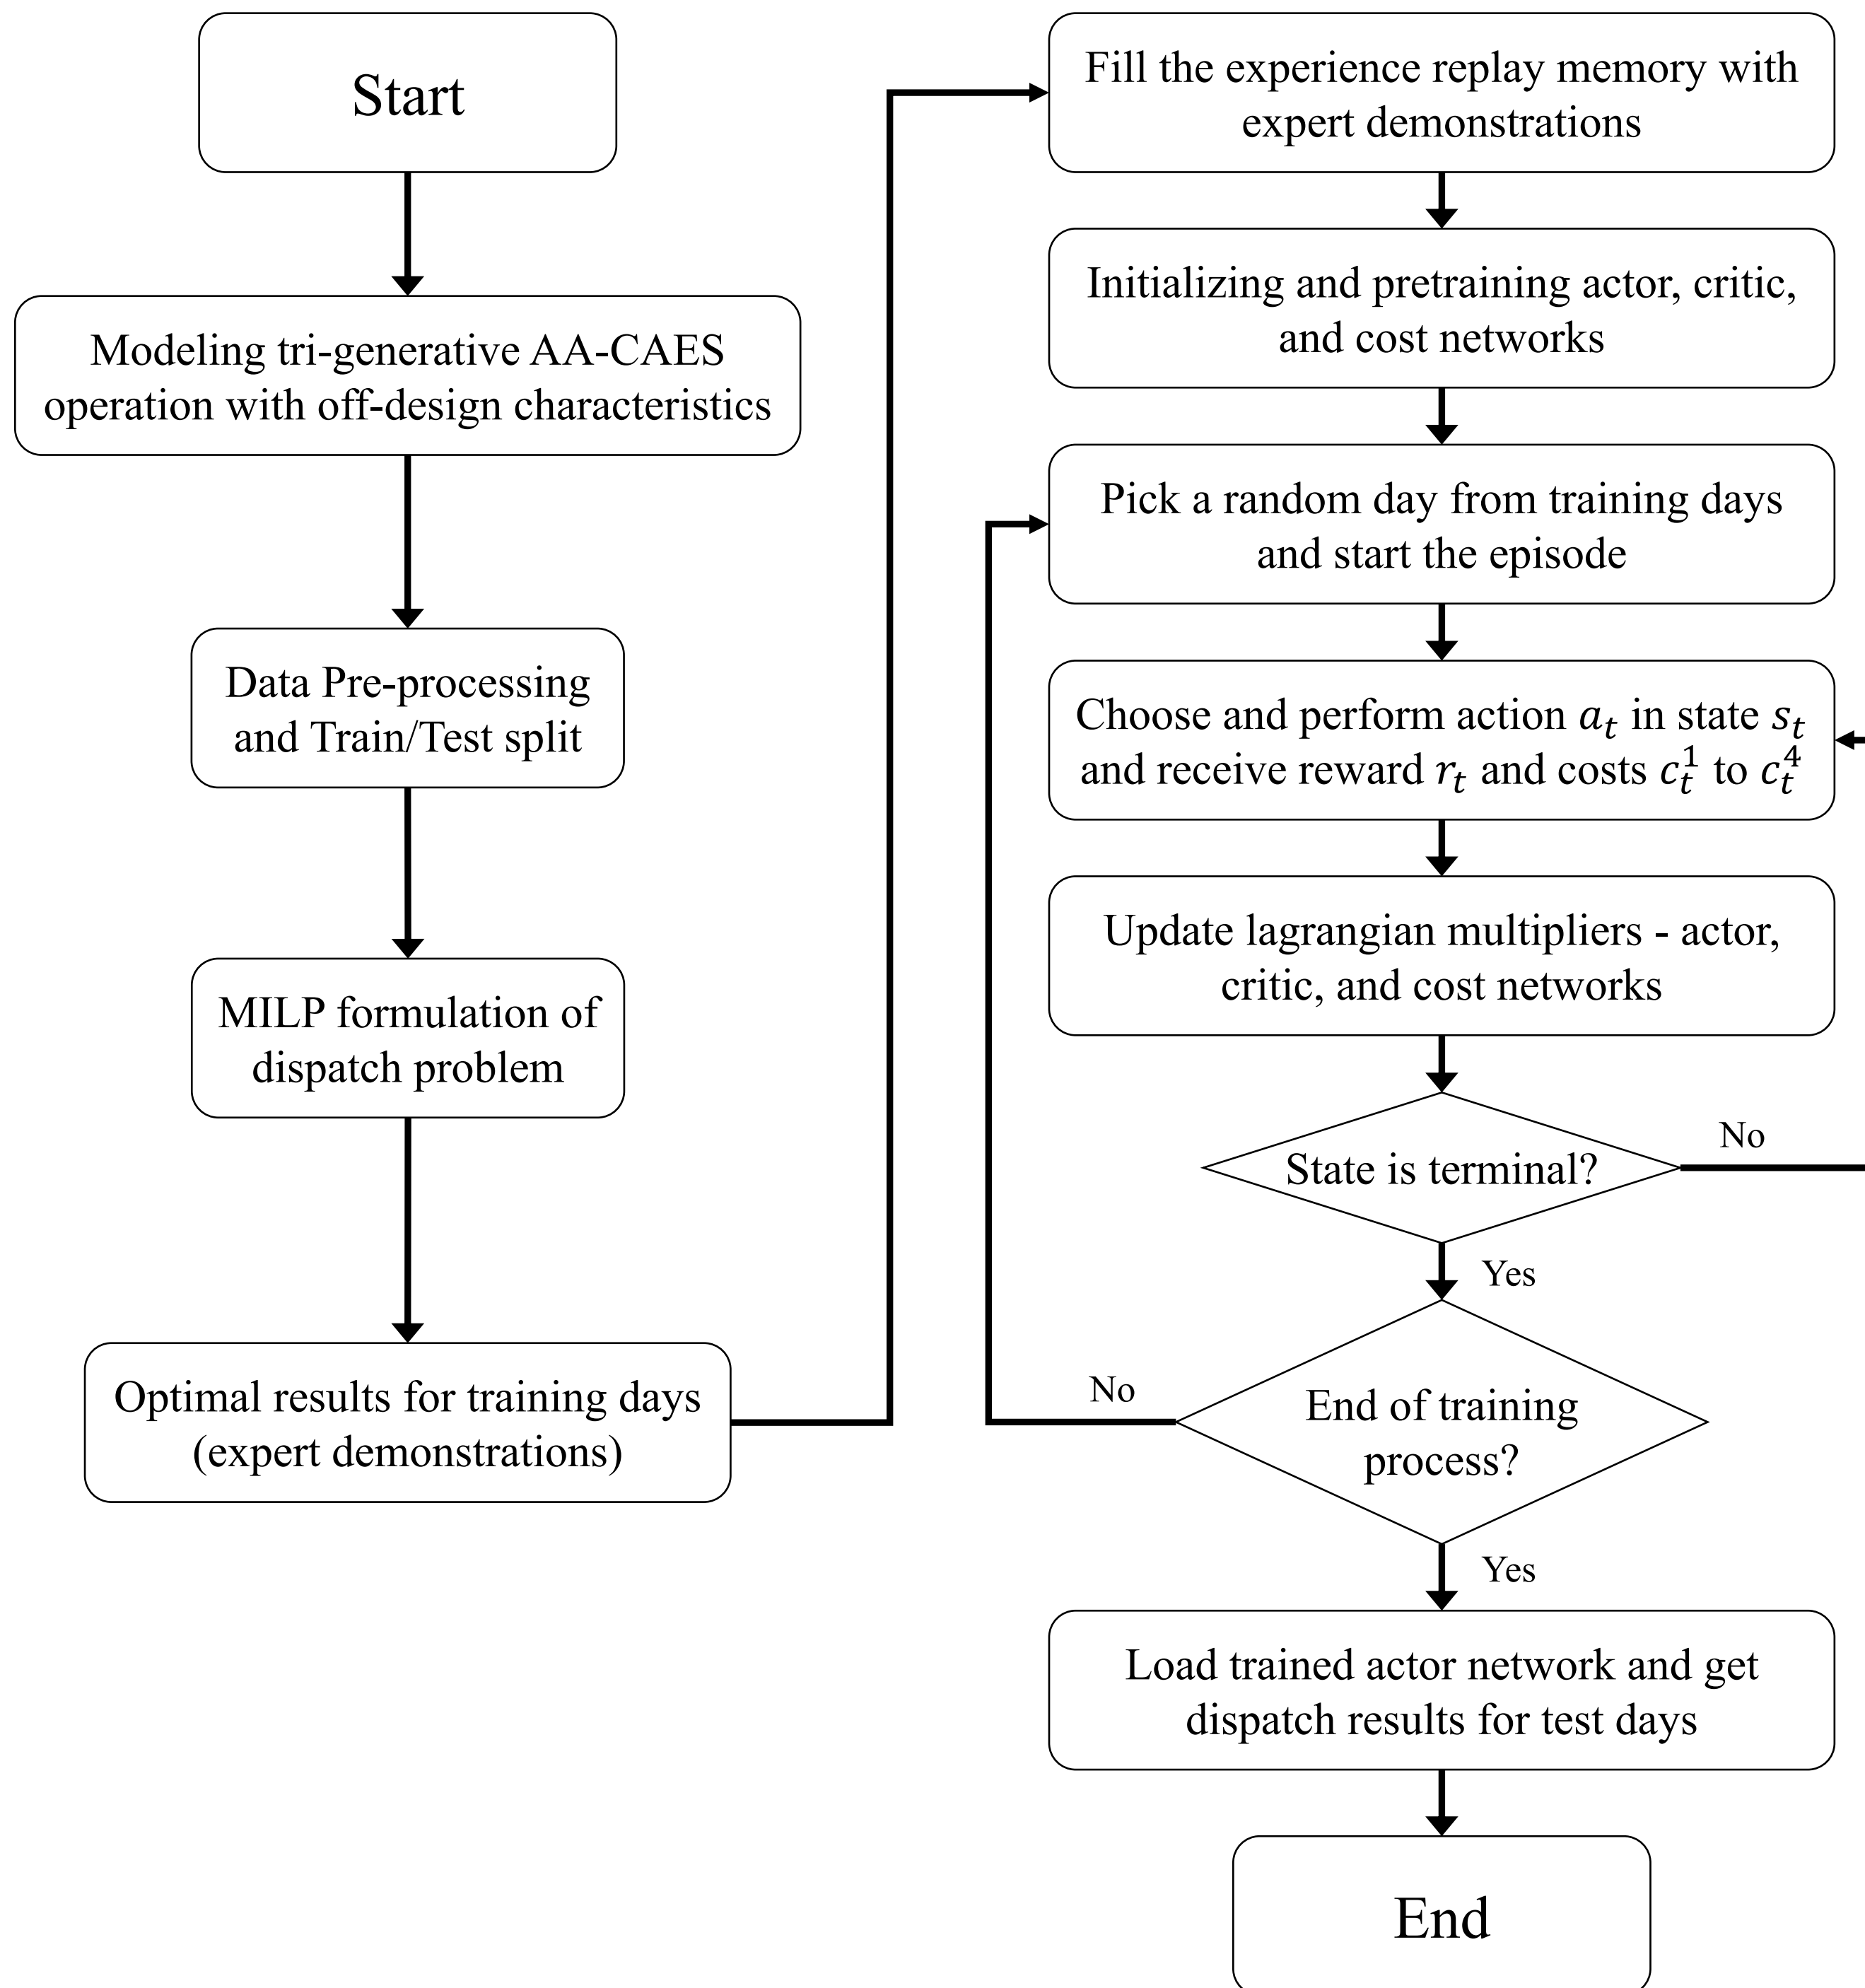 Start
Modeling tri-generative AA-CAES
operation with off-design characteristics
Data Pre-processing
and Train/Test split
MILP formulation of
dispatch problem
Optimal results for training days
(expert demonstrations)
Fill the experience replay memory with
expert demonstrations
Initializing and pretraining actor, critic,
and cost networks
Pick a random day from training days
and start the episode
Choose and perform action $a_t$ in state $s_t$
and receive reward $r_t$ and costs $c_t^1$ to $c_t^4$
Update lagrangian multipliers - actor,
critic, and cost networks
State is terminal?
No
Yes
End of training
process?
No
Yes
Load trained actor network and get
dispatch results for test days
End